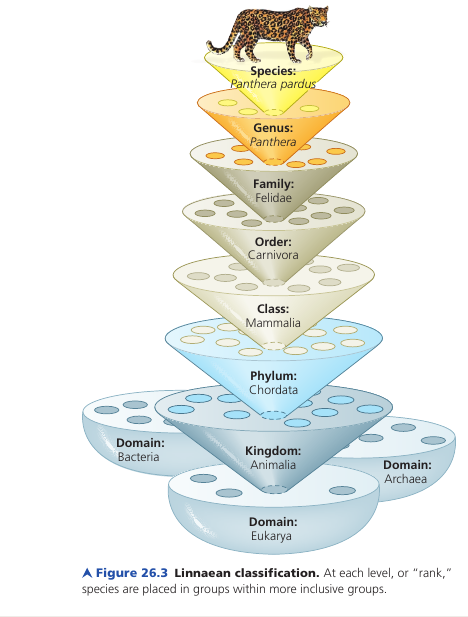 Species:
Panthera pardus
Genus:
Panthera
Family:
Felidae
Order:
Carnivora
Class:
Mammalia
Phylum:
Chordata
Domain:
Bacteria
Kingdom:
Animalia
Domain:
Archaea
Domain:
Eukarya
Figure 26.3 Linnaean classification. At each level, or “rank,”
species are placed in groups within more inclusive groups.